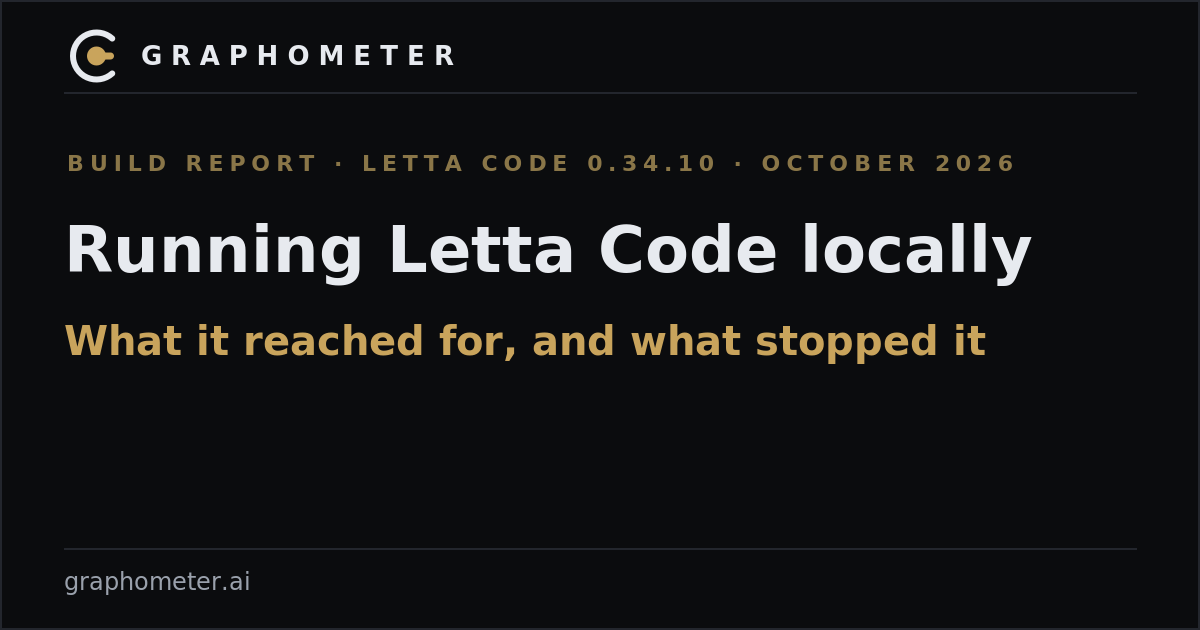 GRAPHOMETER
BUILD REPORT · LETTA CODE 0.34.10 · OCTOBER 2026
Running Letta Code locally
What it reached for, and what stopped it
graphometer.ai